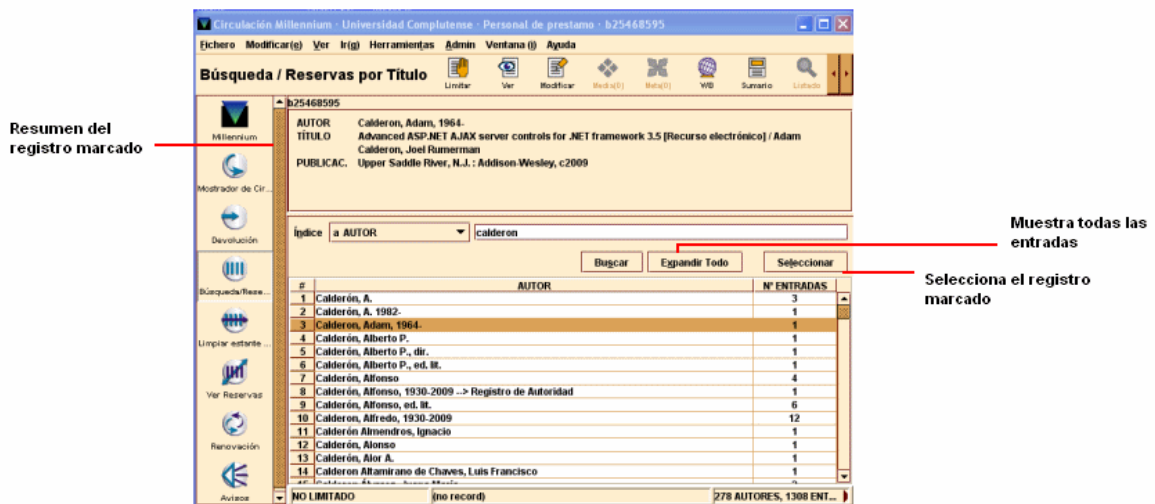 Circulación Millennium · Universidad Complutense · Personal de prestamo · b25468595
Fichero Modificar(e) Ver Ir(g) Herramientas Admin Ventana (i) Ayuda
Búsqueda / Reservas por Título
Limitar Ver Modificar Media(0) Meta(0) WB Sumario Listado
b25468595
AUTOR Calderon, Adam, 1964-
TÍTULO Advanced ASP.NET AJAX server controls for .NET framework 3.5 [Recurso electrónico] / Adam
Calderon, Joel Rumerman
PUBLICAC. Upper Saddle River, N.J. : Addison-Wesley, c2009
Resumen del
registro marcado
Millennium
Mostrador de Cir...
Devolución
Búsqueda/Rese...
Limpiar estante ...
Ver Reservas
Renovación
Avisos
Índice a AUTOR calderon
Buscar Expandir Todo Seleccionar
Muestra todas las
entradas
Selecciona el registro
marcado
# AUTOR Nº ENTRADAS
1 Calderón, A. 3
2 Calderón, A. 1982- 1
3 Calderon, Adam, 1964- 1
4 Calderón, Alberto P. 1
5 Calderón, Alberto P., dir. 1
6 Calderón, Alberto P., ed. lit. 1
7 Calderón, Alfonso 4
8 Calderón, Alfonso, 1930-2009 --> Registro de Autoridad 1
9 Calderón, Alfonso, ed. lit. 6
10 Calderon, Alfredo, 1930-2009 12
11 Calderón Almendros, Ignacio 1
12 Calderón, Alonso 1
13 Calderón, Alor A. 1
14 Calderon Altamirano de Chaves, Luis Francisco 1
NO LIMITADO (no record) 278 AUTORES, 1308 ENT...